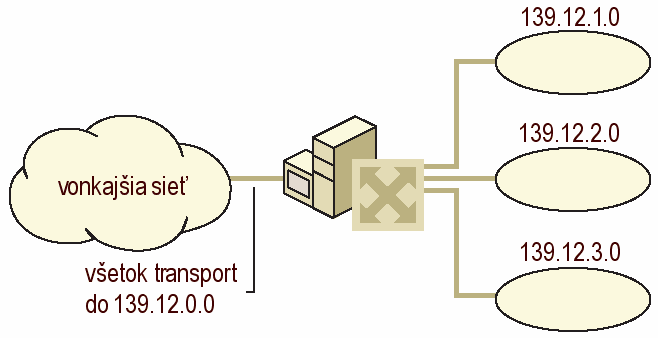 139.12.1.0
139.12.2.0
vonkajšia sieť
139.12.3.0
všetok transport
do 139.12.0.0